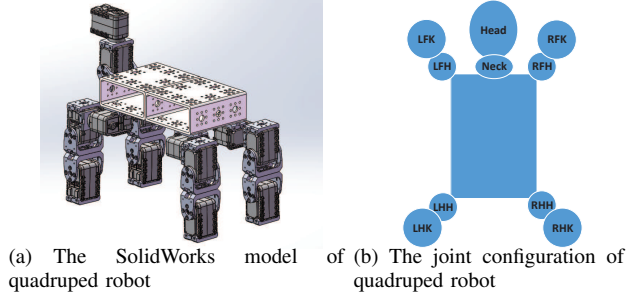 Head
LFK
RFK
LFH
Neck
RFH
LHH
RHH
LHK
RHK
(a) The SolidWorks model of
quadruped robot
(b) The joint configuration of
quadruped robot